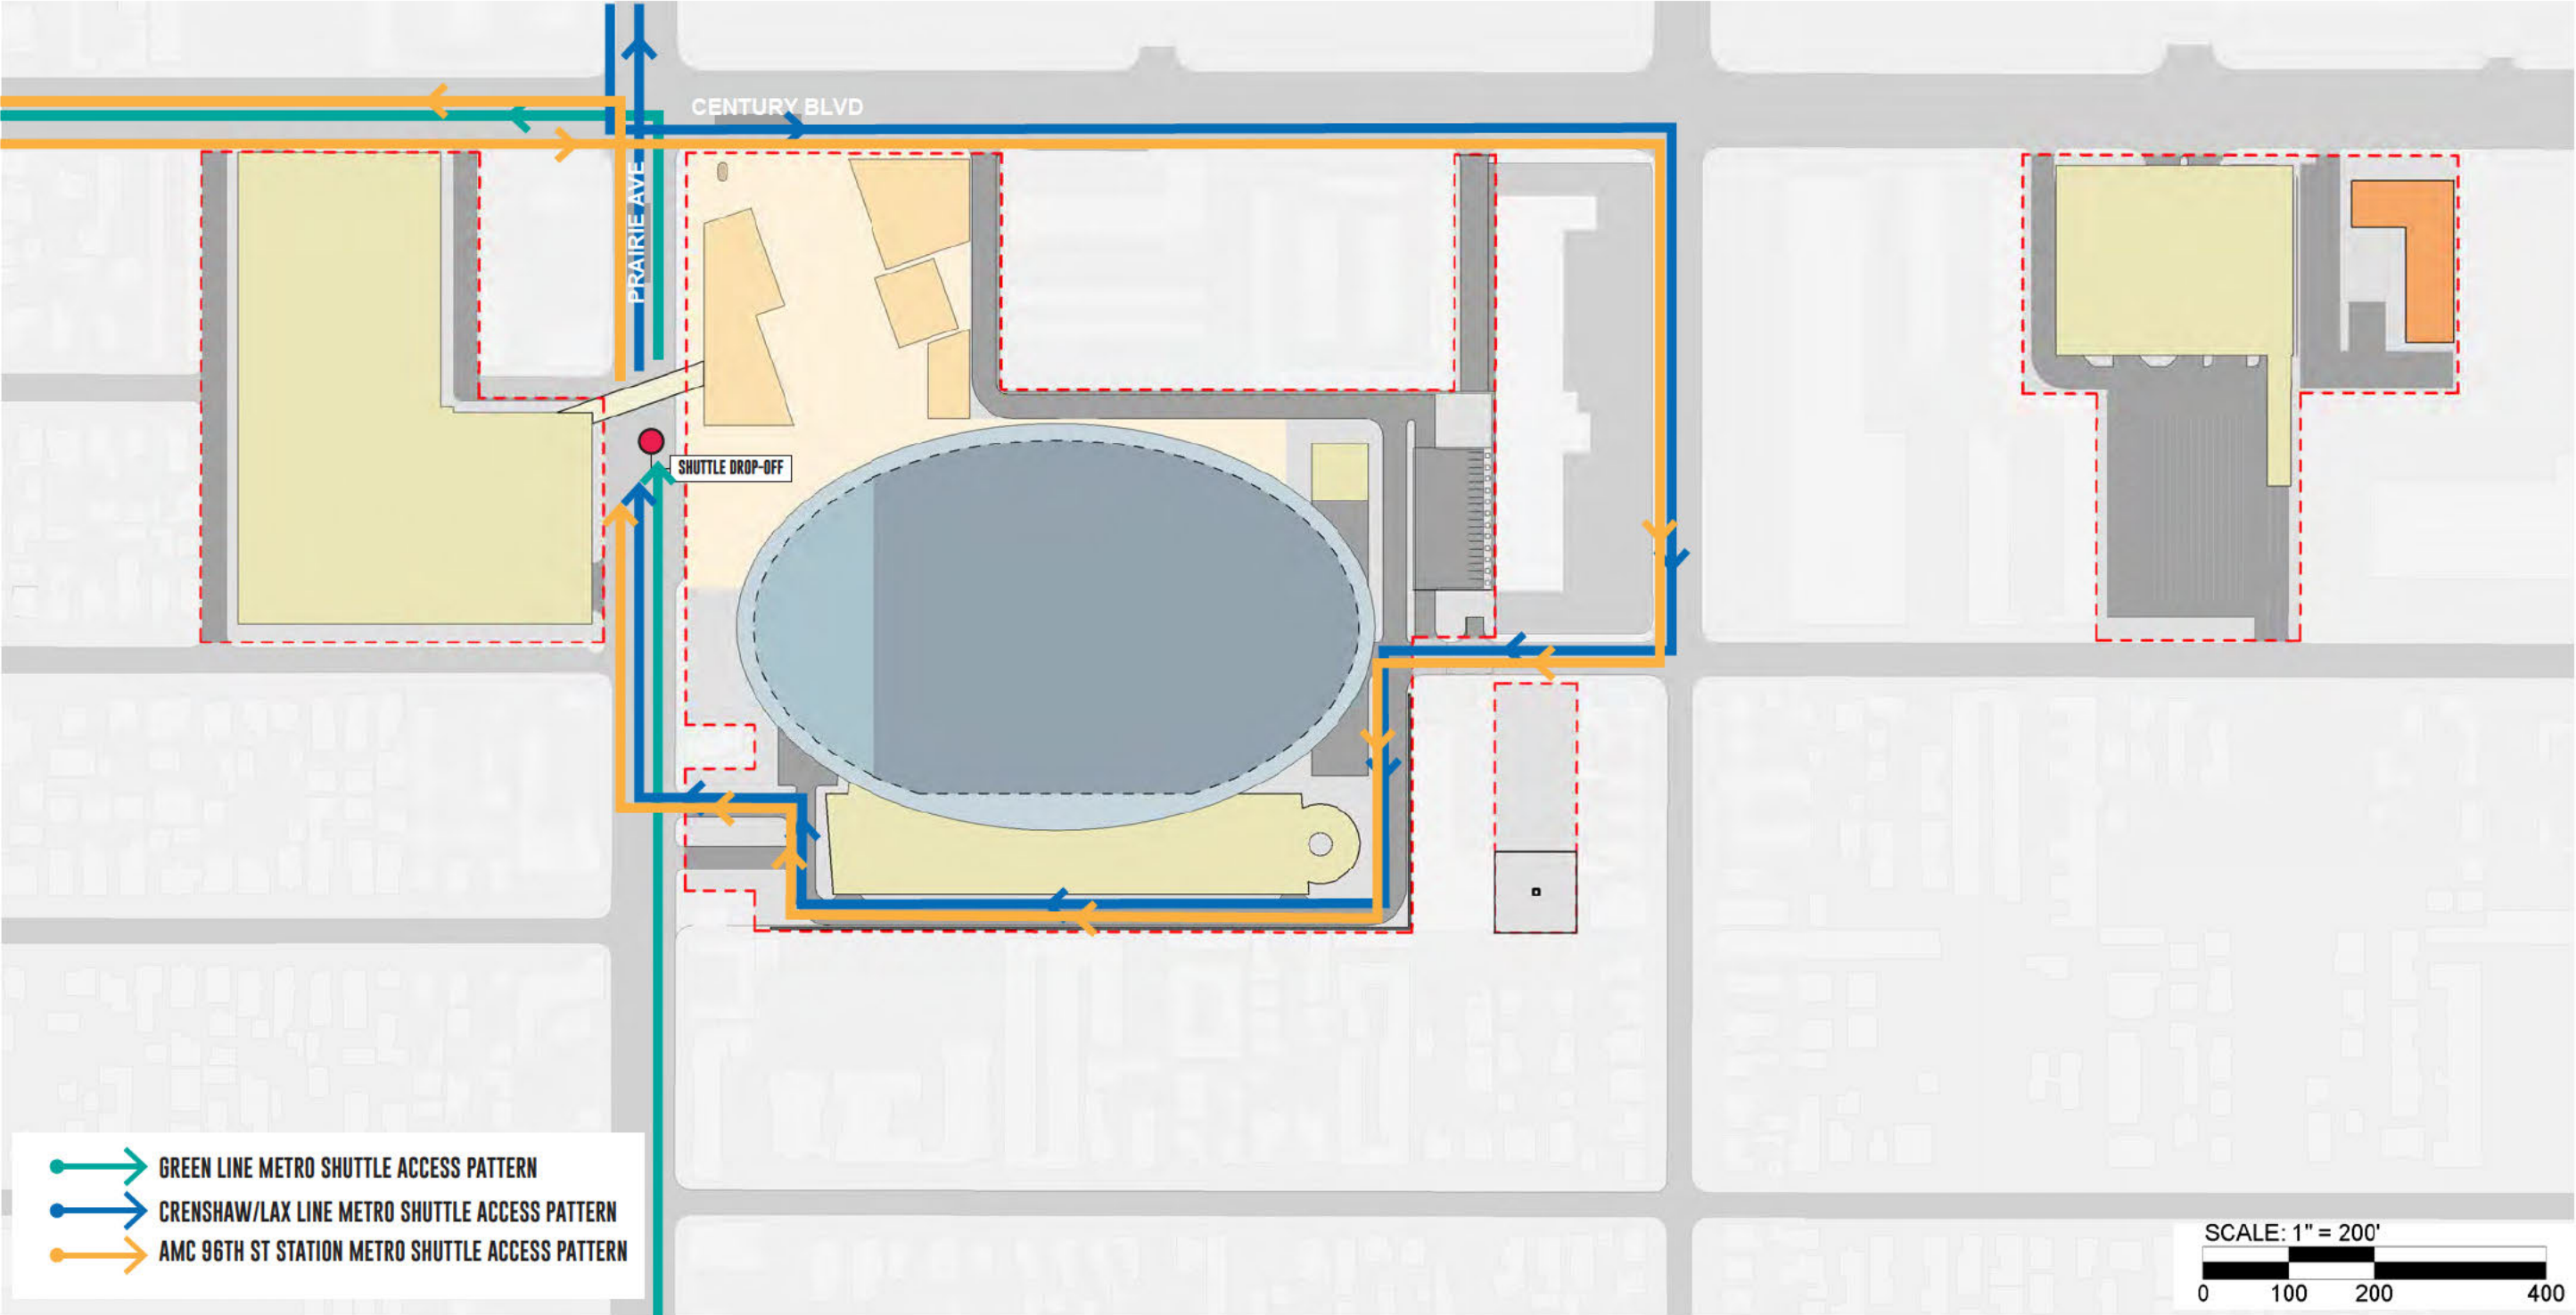 CENTURY BLVD
PRAIRIE AVE
SHUTTLE DROP-OFF
GREEN LINE METRO SHUTTLE ACCESS PATTERN
CRENSHAW/LAX LINE METRO SHUTTLE ACCESS PATTERN
AMC 96TH ST STATION METRO SHUTTLE ACCESS PATTERN
SCALE: 1" = 200'
0 100 200 400